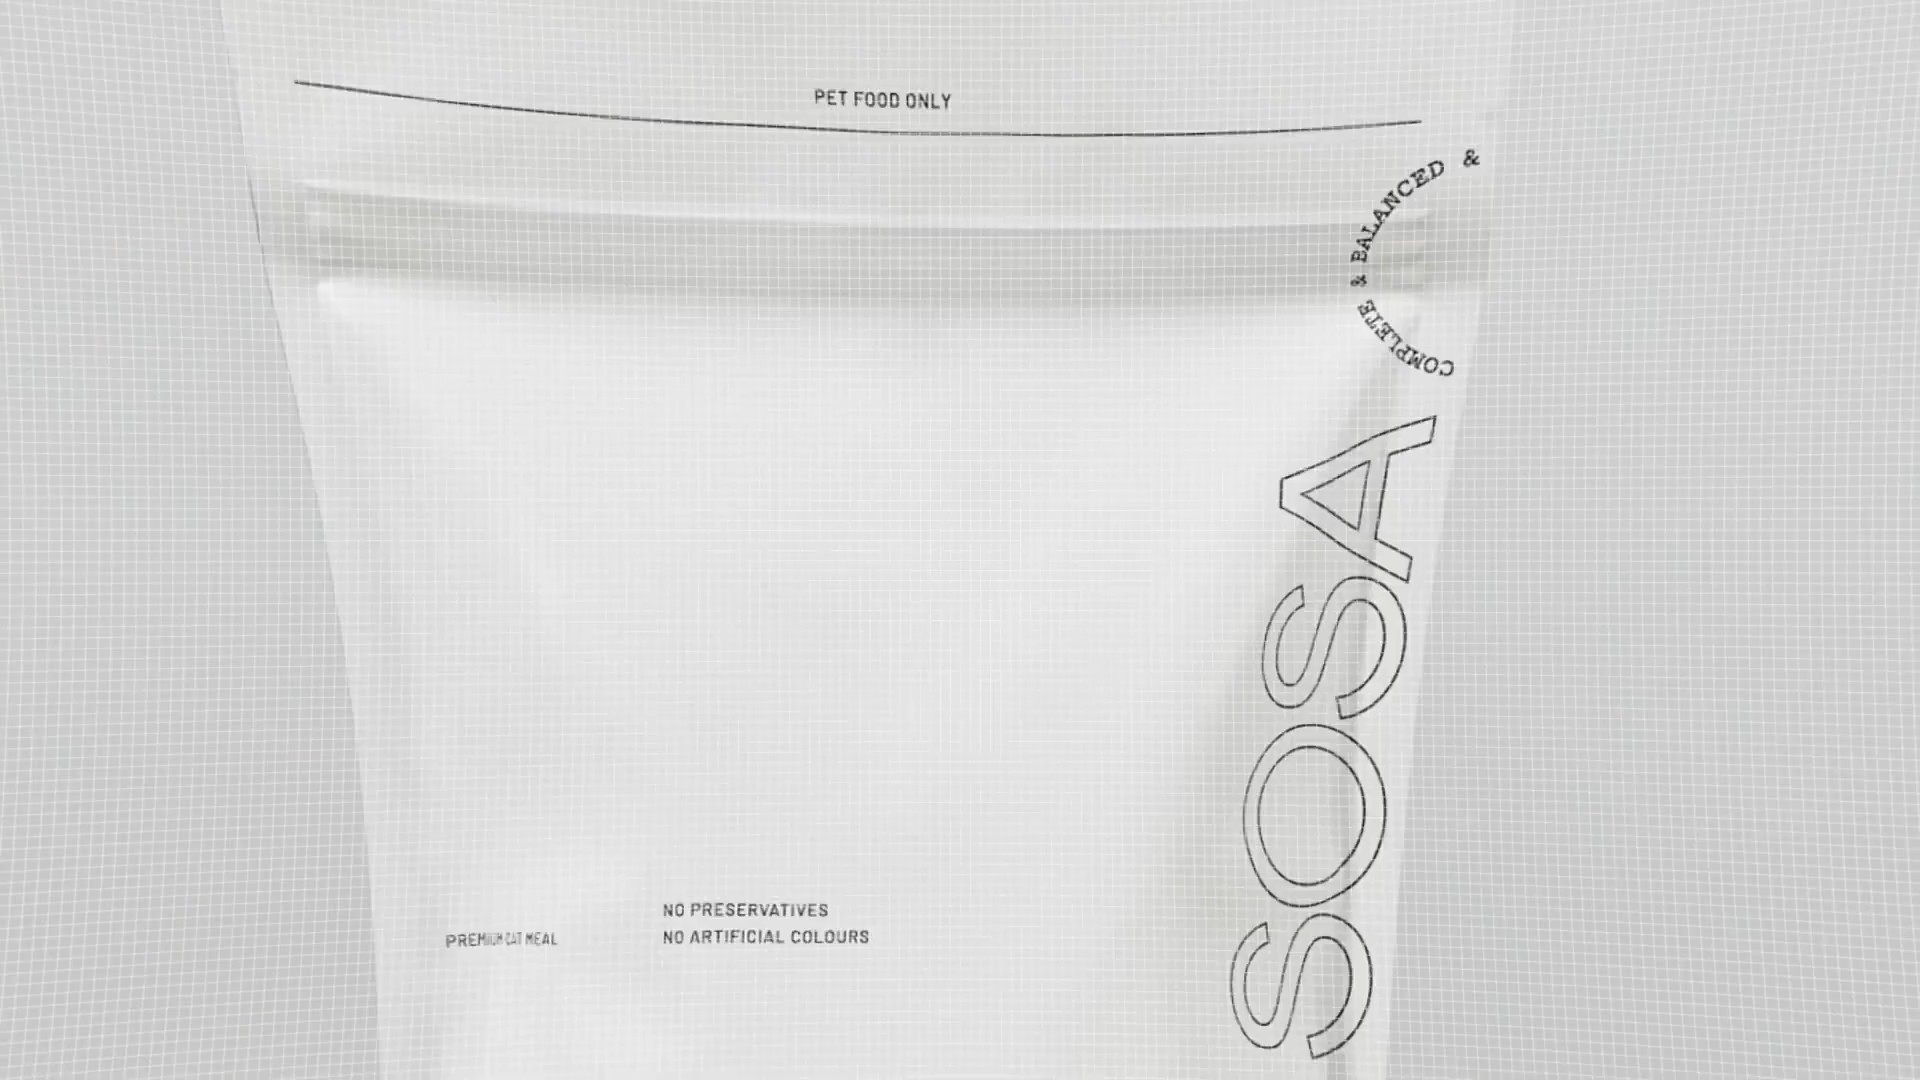 PET FOOD ONLY
COMPLETE & BALANCED &
SOSA
NO PRESERVATIVES
PREMIUM CAT MEAL
NO ARTIFICIAL COLOURS